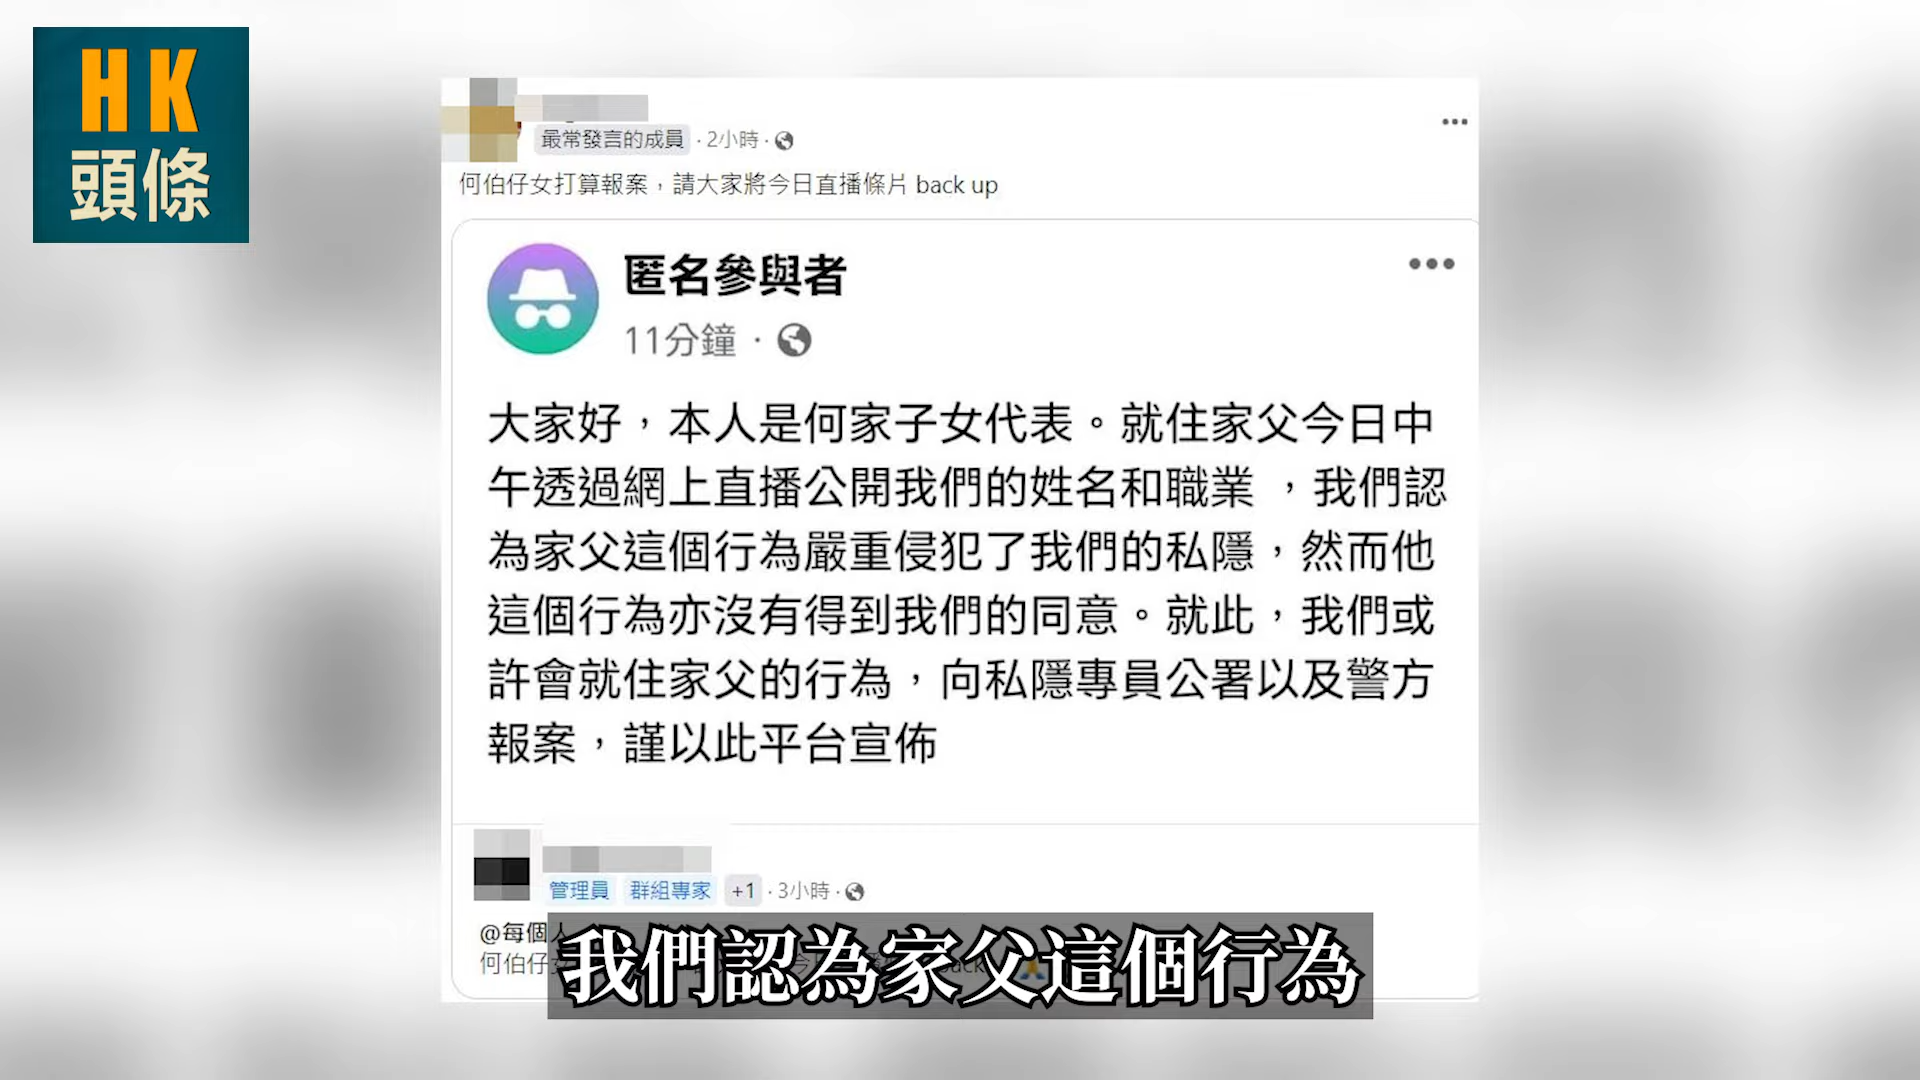 HK
頭條
最常發言的成員 · 2小時 ·
何伯仔女打算報案，請大家將今日直播條片 back up
匿名參與者
11分鐘 ·
大家好，本人是何家子女代表。就住家父今日中
午透過網上直播公開我們的姓名和職業 ，我們認
為家父這個行為嚴重侵犯了我們的私隱，然而他
這個行為亦沒有得到我們的同意。就此，我們或
許會就住家父的行為，向私隱專員公署以及警方
報案，謹以此平台宣佈
管理員 群組專家 +1 · 3小時 ·
@每個人
何伯仔女
我們認為家父這個行為